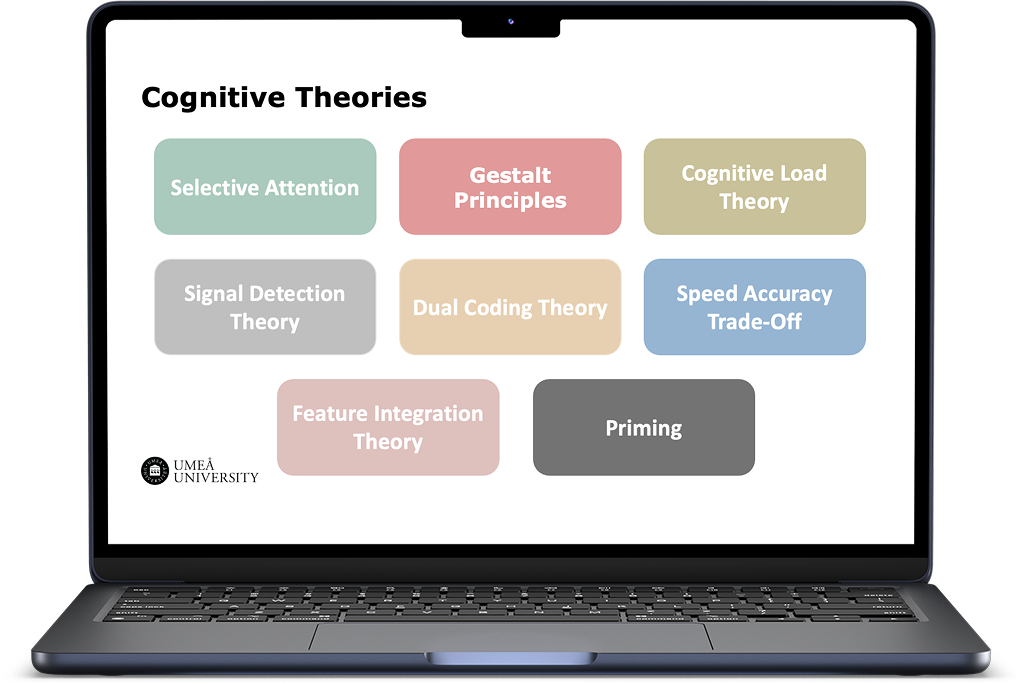 Cognitive Theories
Selective Attention
Gestalt
Principles
Cognitive Load
Theory
Signal Detection
Theory
Dual Coding Theory
Speed Accuracy
Trade-Off
Feature Integration
Theory
Priming
UMEÅ
UNIVERSITY